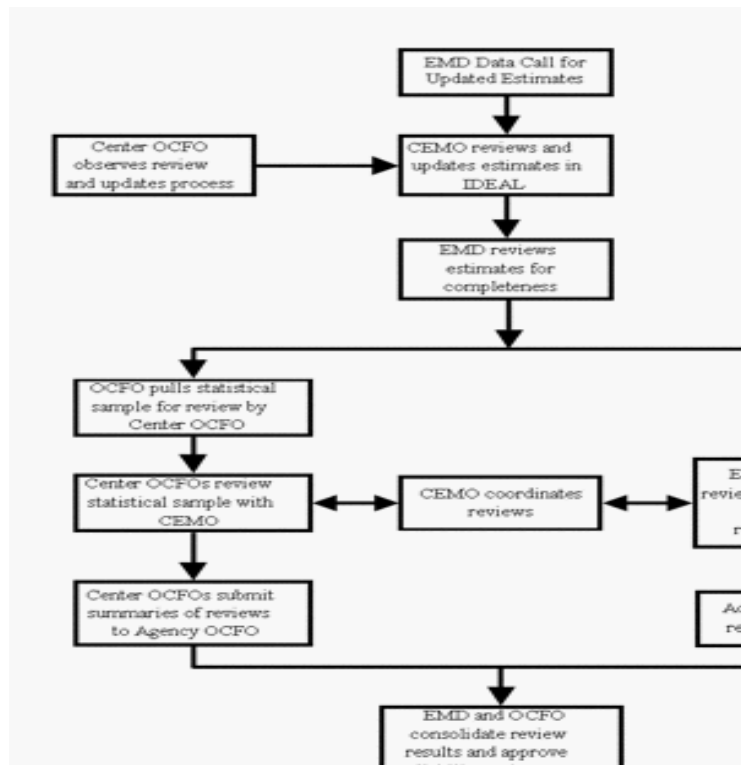 EMD Data Call for
Updated Estimates
Center OCFO
observes review
and updates process
CEMO reviews and
updates estimates in
IDEAL
EMD reviews
estimates for
completeness
OCFO pulls statistical
sample for review by
Center OCFO
Center OCFOs review
statistical sample with
CEMO
CEMO coordinates
reviews
Center OCFOs submit
summaries of reviews
to Agency OCFO
EMD and OCFO
consolidate review
results and approve